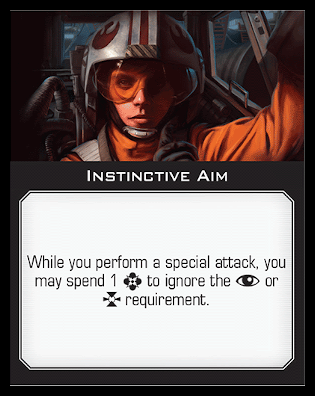 Instinctive Aim
While you perform a special attack, you
may spend 1 to ignore the or
requirement.